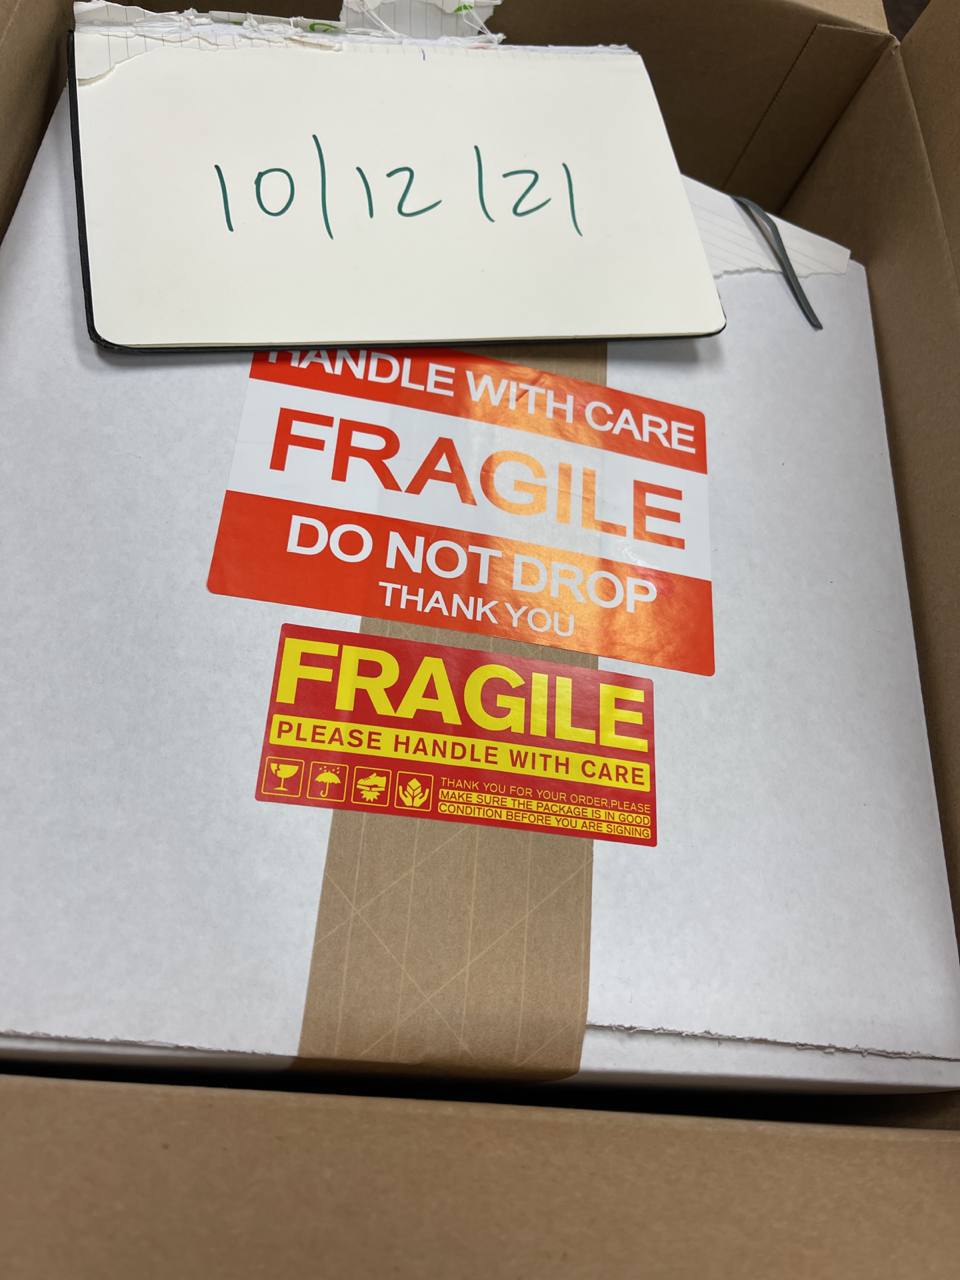 10/12/21
HANDLE WITH CARE
FRAGILE
DO NOT DROP
THANK YOU
FRAGILE
PLEASE HANDLE WITH CARE
THANK YOU FOR YOUR ORDER,PLEASE
MAKE SURE THE PACKAGE IS IN GOOD
CONDITION BEFORE YOU ARE SIGNING